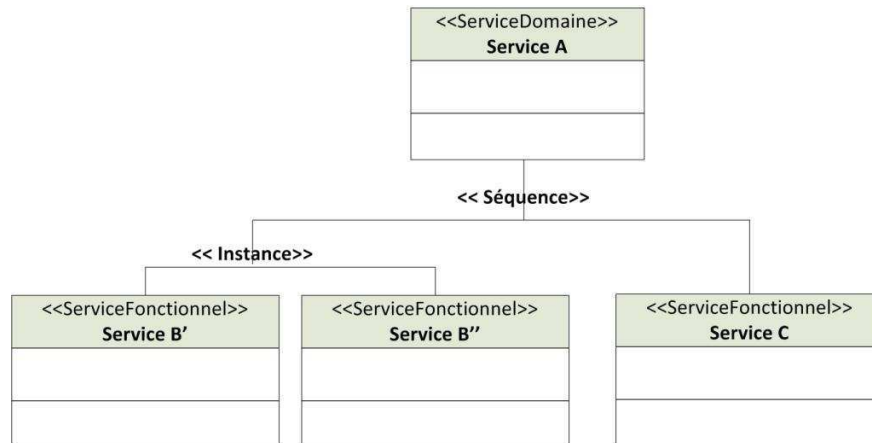 <<ServiceDomaine>>
Service A
<< Séquence>>
<< Instance>>
<<ServiceFonctionnel>>
Service B’
<<ServiceFonctionnel>>
Service B’’
<<ServiceFonctionnel>>
Service C